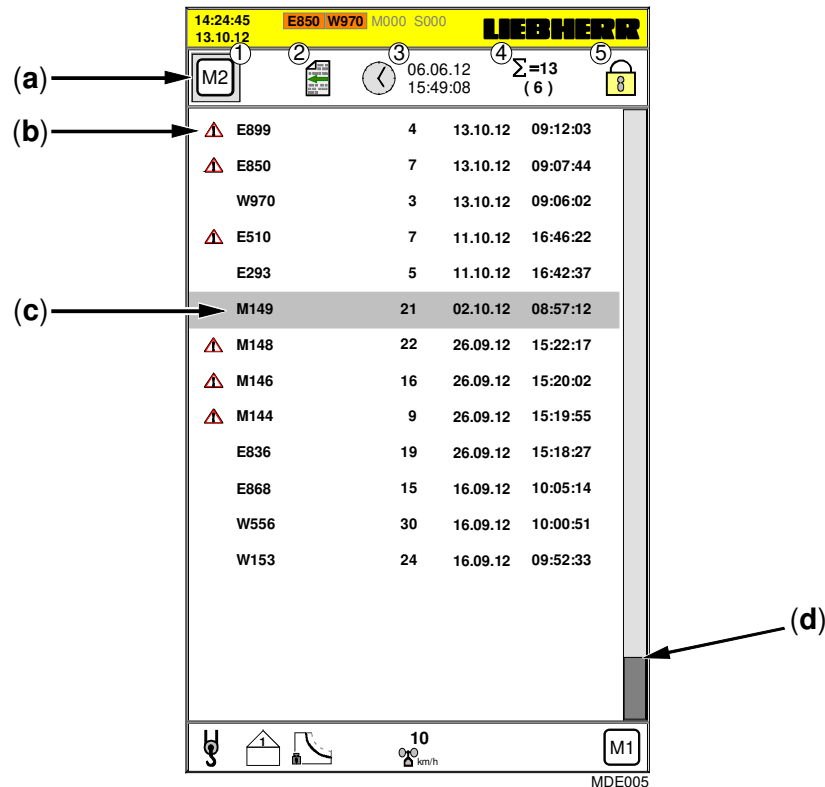 14:24:45 E850 W970 M000 S000 LIEBHERR
13.10.12
1 2 3 4 5
(a) M2 06.06.12 Σ=13
15:49:08 (6)
(b) E899 4 13.10.12 09:12:03
E850 7 13.10.12 09:07:44
W970 3 13.10.12 09:06:02
E510 7 11.10.12 16:46:22
E293 5 11.10.12 16:42:37
(c) M149 21 02.10.12 08:57:12
M148 22 26.09.12 15:22:17
M146 16 26.09.12 15:20:02
M144 9 26.09.12 15:19:55
E836 19 26.09.12 15:18:27
E868 15 16.09.12 10:05:14
W556 30 16.09.12 10:00:51
W153 24 16.09.12 09:52:33
(d)
1 10 M1
km/h
MDE005